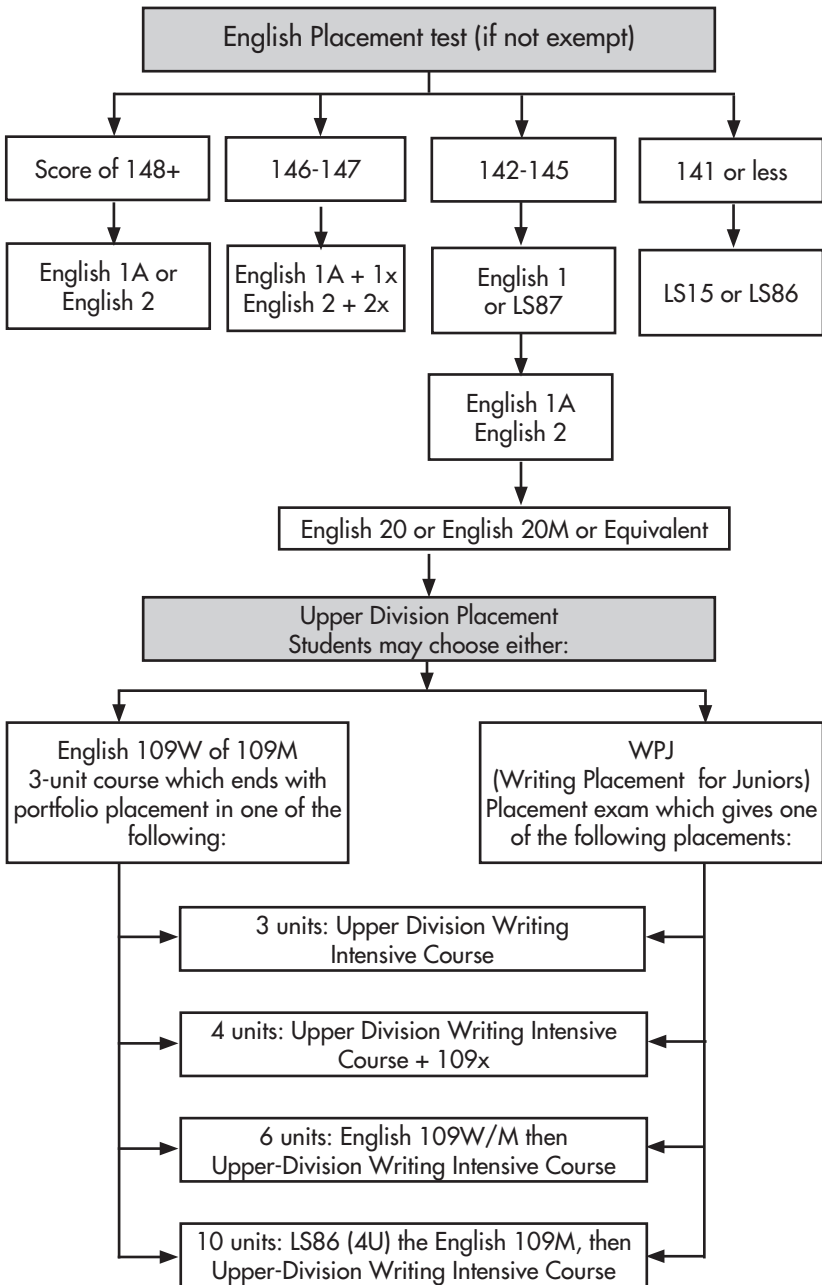 English Placement test (if not exempt)
Score of 148+
146-147
142-145
141 or less
English 1A or
English 2
English 1A + 1x
English 2 + 2x
English 1
or LS87
LS15 or LS86
English 1A
English 2
English 20 or English 20M or Equivalent
Upper Division Placement
Students may choose either:
English 109W of 109M
3-unit course which ends with
portfolio placement in one of the
following:
WPJ
(Writing Placement for Juniors)
Placement exam which gives one
of the following placements:
3 units: Upper Division Writing
Intensive Course
4 units: Upper Division Writing Intensive
Course + 109x
6 units: English 109W/M then
Upper-Division Writing Intensive Course
10 units: LS86 (4U) the English 109M, then
Upper-Division Writing Intensive Course